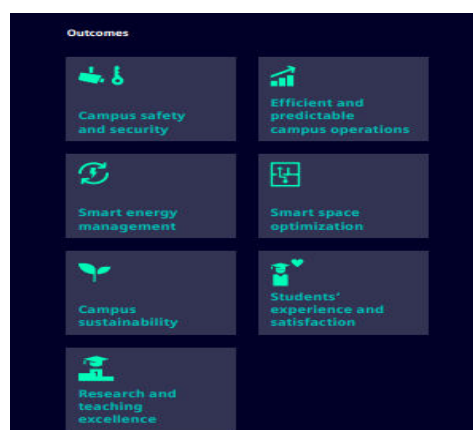 Outcomes
Campus safety
and security
Efficient and
predictable
campus operations
Smart energy
management
Smart space
optimization
Campus
sustainability
Students'
experience and
satisfaction
1
Research and
teaching
excellence